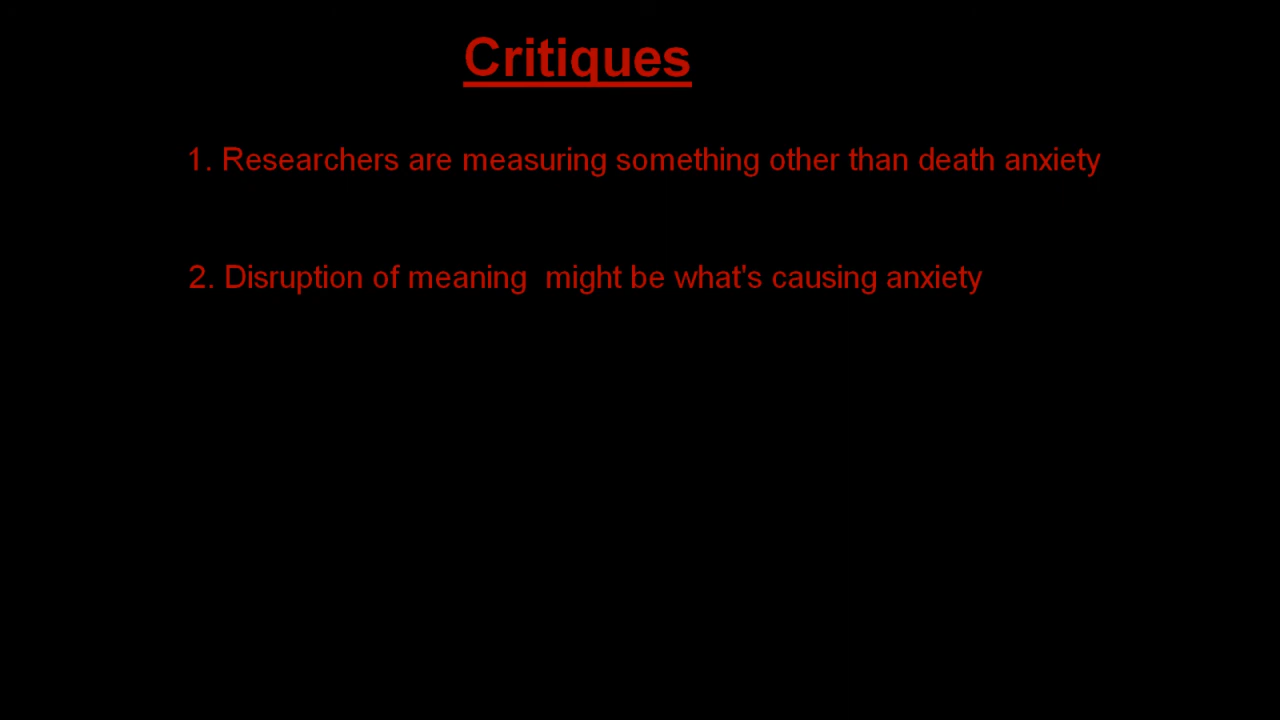 Critiques
1. Researchers are measuring something other than death anxiety
2. Disruption of meaning  might be what's causing anxiety